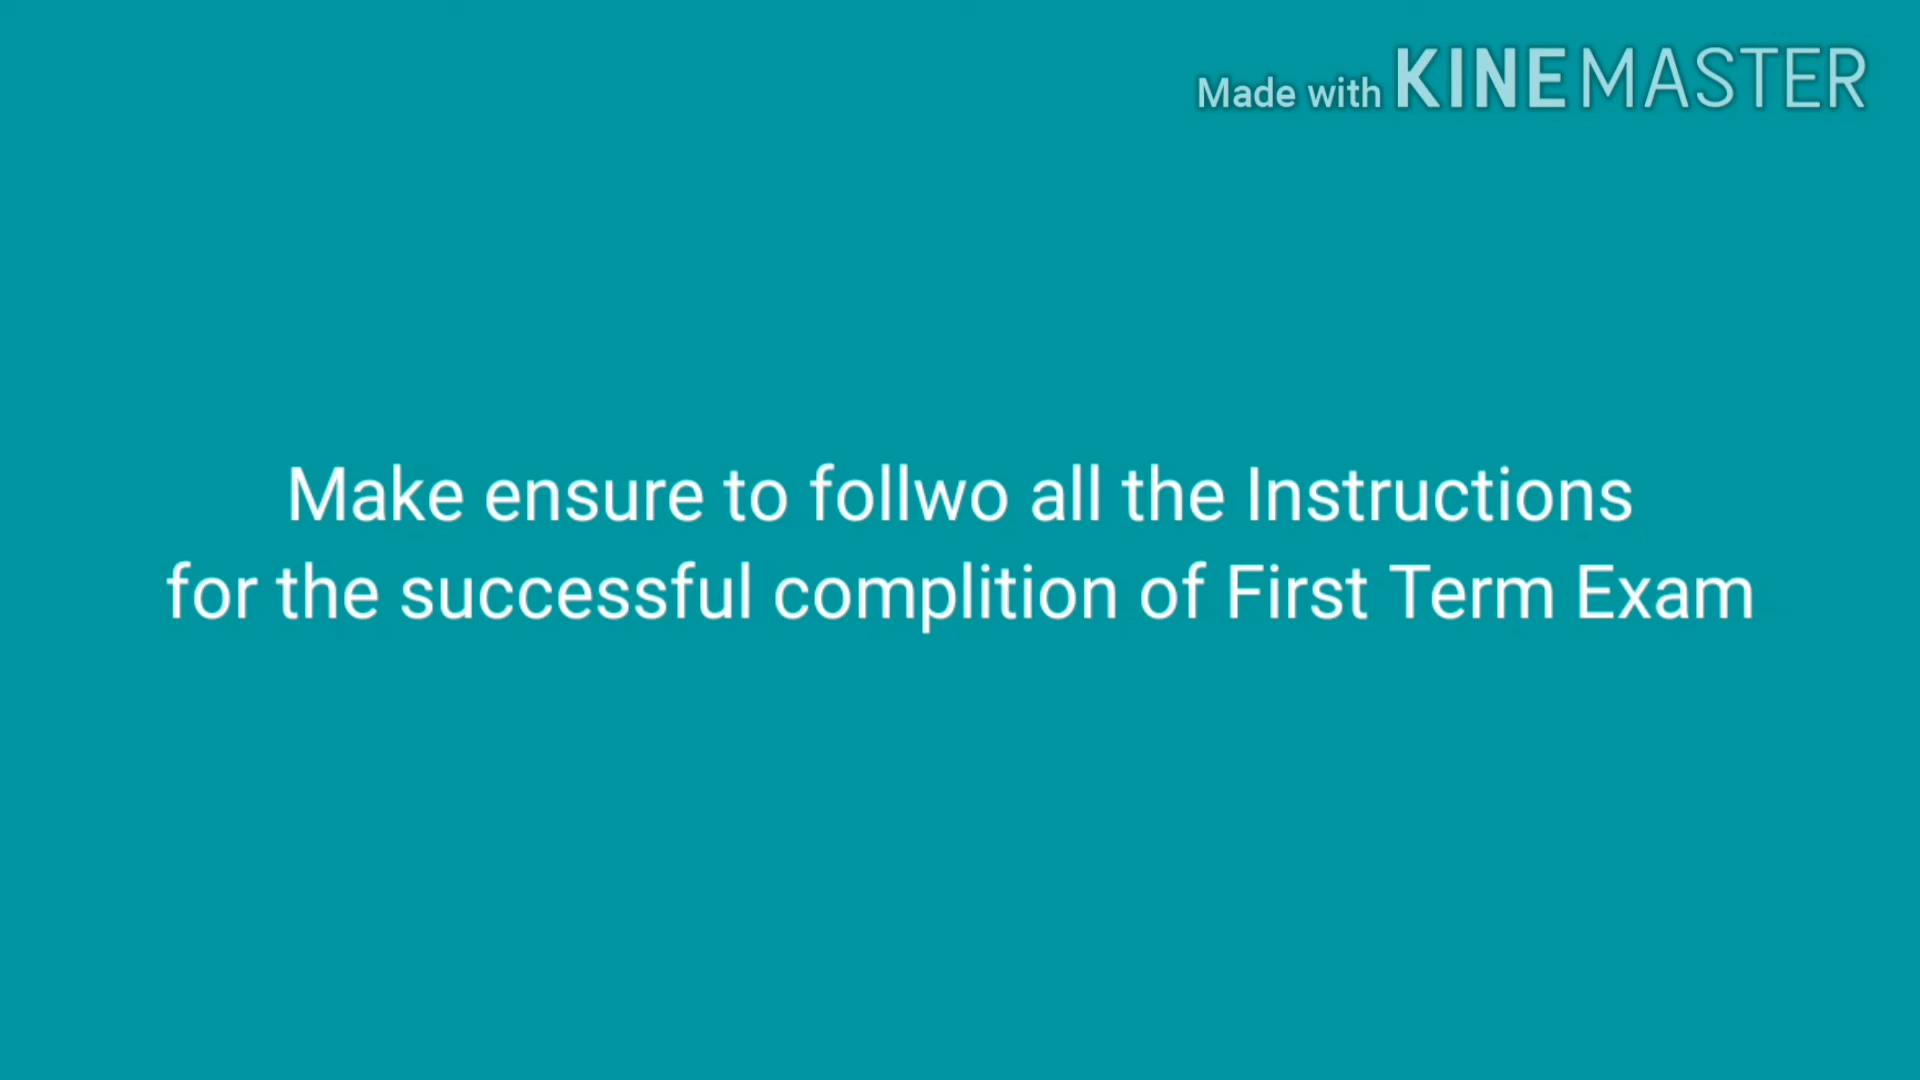 Made with KINEMASTER
Make ensure to follwo all the Instructions
for the successful complition of First Term Exam